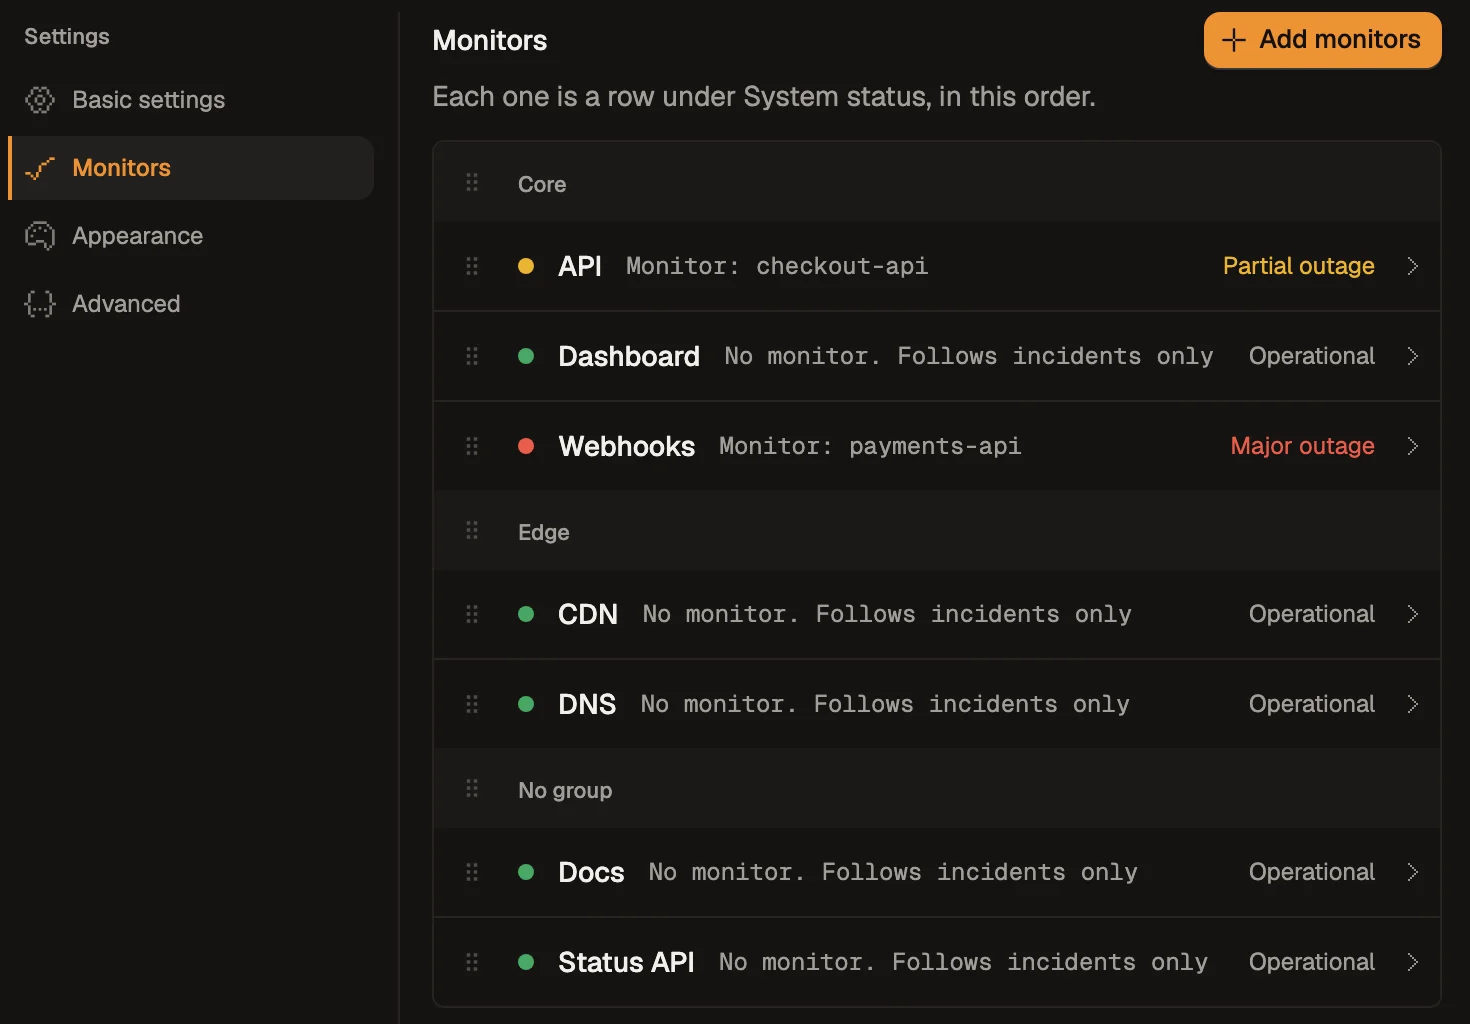 Settings
Basic settings
Monitors
Appearance
Advanced
Monitors
Add monitors
Each one is a row under System status, in this order.
Core
API Monitor: checkout-api Partial outage
Dashboard No monitor. Follows incidents only Operational
Webhooks Monitor: payments-api Major outage
Edge
CDN No monitor. Follows incidents only Operational
DNS No monitor. Follows incidents only Operational
No group
Docs No monitor. Follows incidents only Operational
Status API No monitor. Follows incidents only Operational